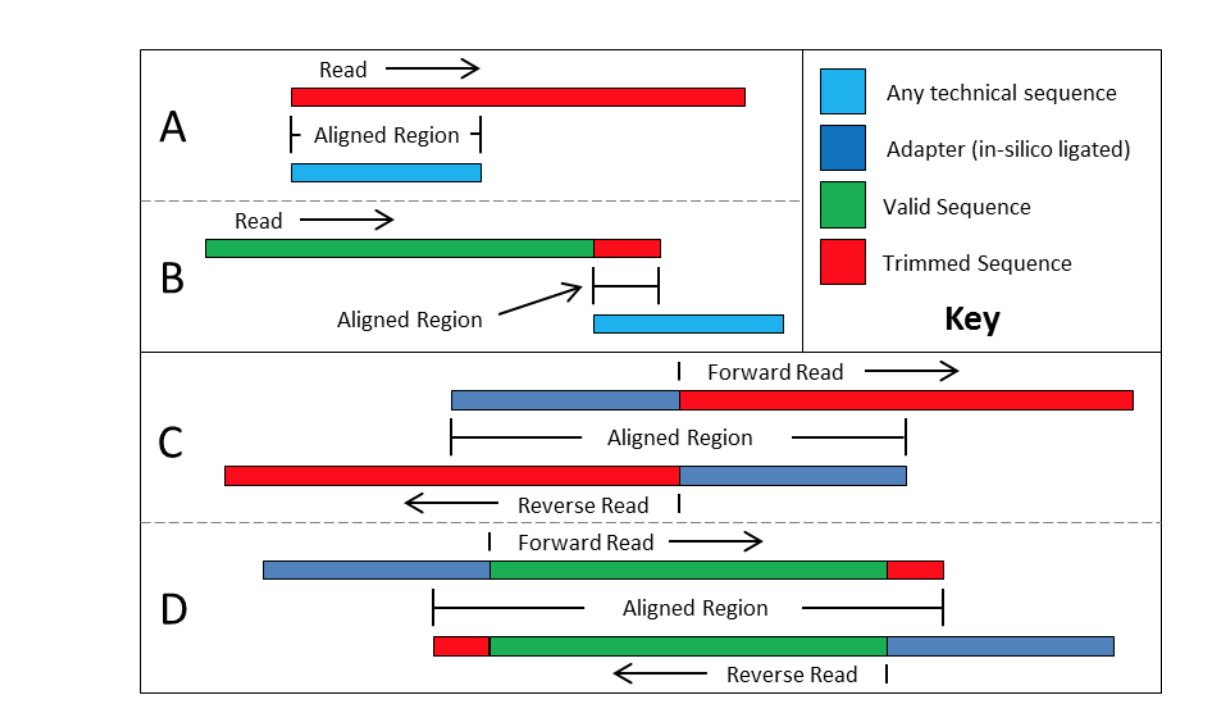 Read
A
Aligned Region
Read
B
Aligned Region
Any technical sequence
Adapter (in-silico ligated)
Valid Sequence
Trimmed Sequence
Key
Forward Read
C
Aligned Region
Reverse Read
Forward Read
D
Aligned Region
Reverse Read